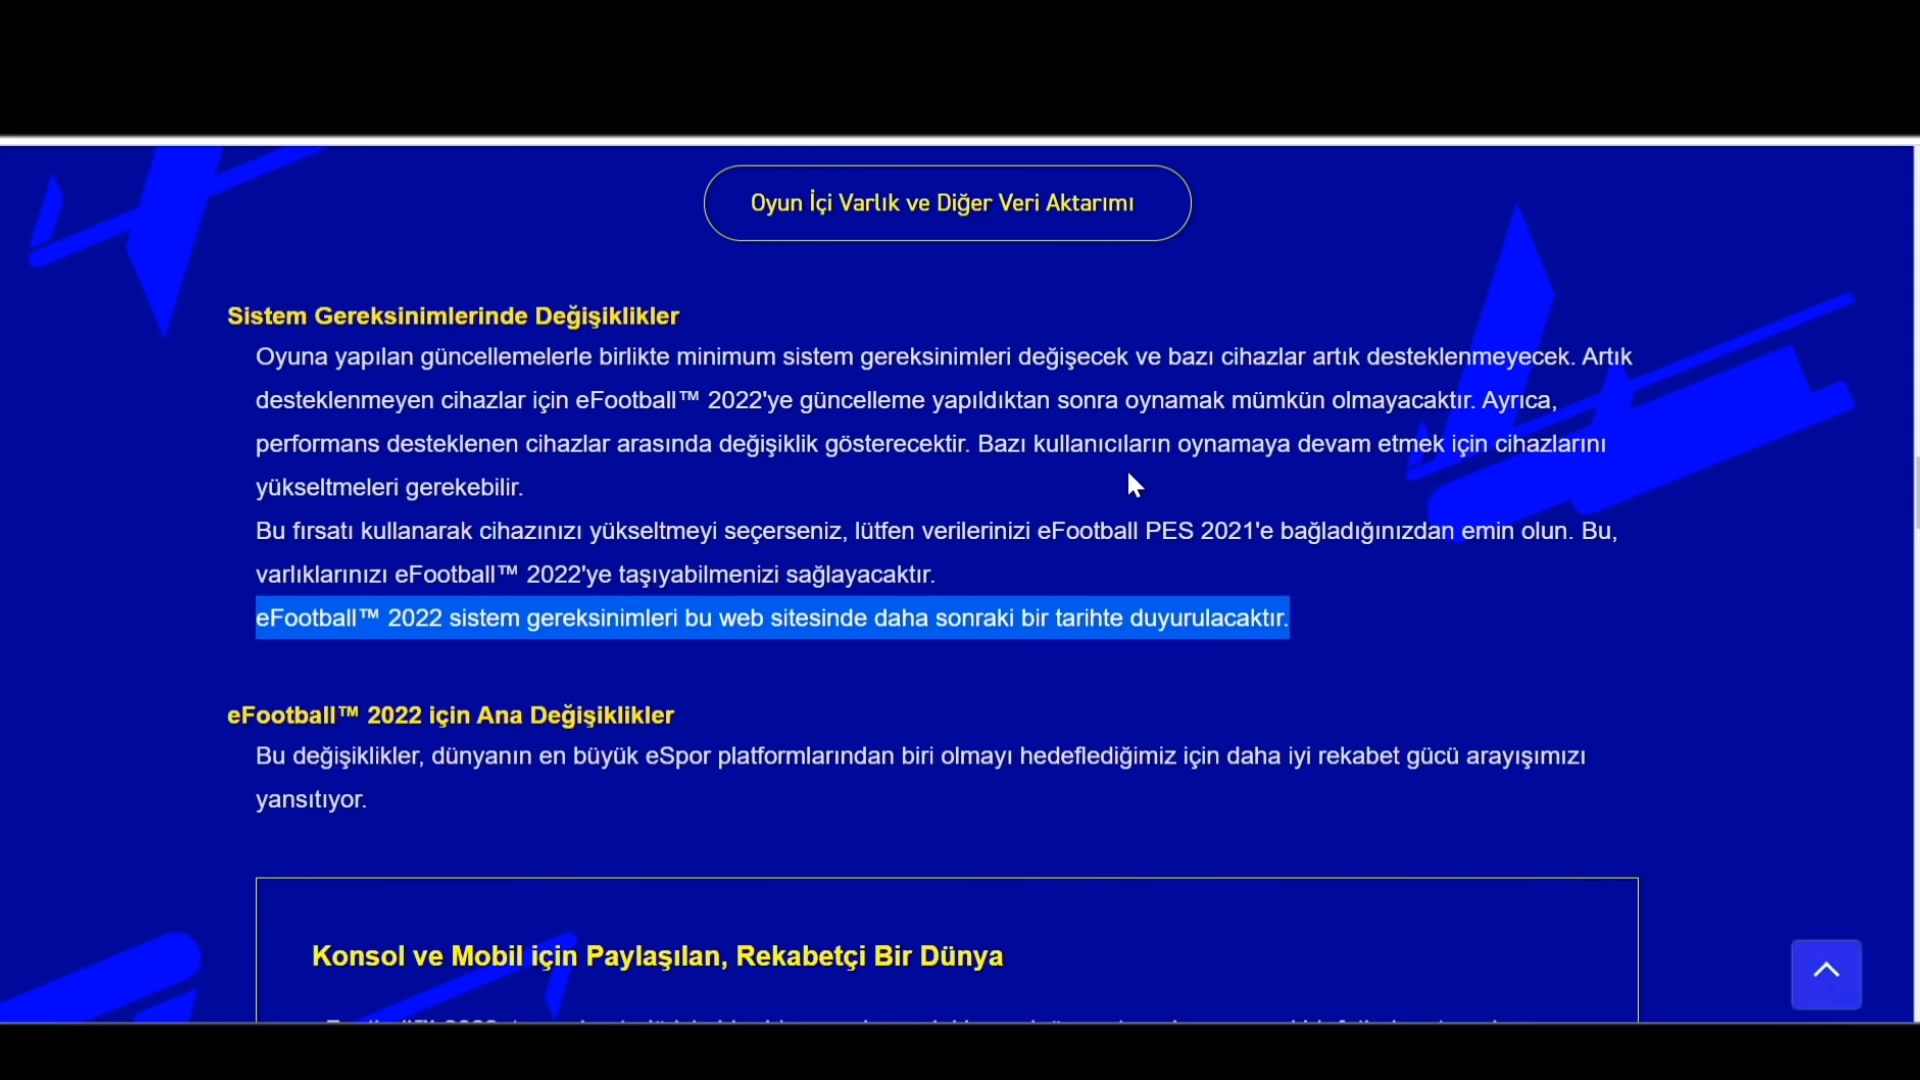 Oyun İçi Varlık ve Diğer Veri Aktarımı
Sistem Gereksinimlerinde Değişiklikler
Oyuna yapılan güncellemelerle birlikte minimum sistem gereksinimleri değişecek ve bazı cihazlar artık desteklenmeyecek. Artık
desteklenmeyen cihazlar için eFootball™ 2022'ye güncelleme yapıldıktan sonra oynamak mümkün olmayacaktır. Ayrıca,
performans desteklenen cihazlar arasında değişiklik gösterecektir. Bazı kullanıcıların oynamaya devam etmek için cihazlarını
yükseltmeleri gerekebilir.
Bu fırsatı kullanarak cihazınızı yükseltmeyi seçerseniz, lütfen verilerinizi eFootball PES 2021'e bağladığınızdan emin olun. Bu,
varlıklarınızı eFootball™ 2022'ye taşıyabilmenizi sağlayacaktır.
eFootball™ 2022 sistem gereksinimleri bu web sitesinde daha sonraki bir tarihte duyurulacaktır.
eFootball™ 2022 için Ana Değişiklikler
Bu değişiklikler, dünyanın en büyük eSpor platformlarından biri olmayı hedeflediğimiz için daha iyi rekabet gücü arayışımızı
yansıtıyor.
Konsol ve Mobil için Paylaşılan, Rekabetçi Bir Dünya